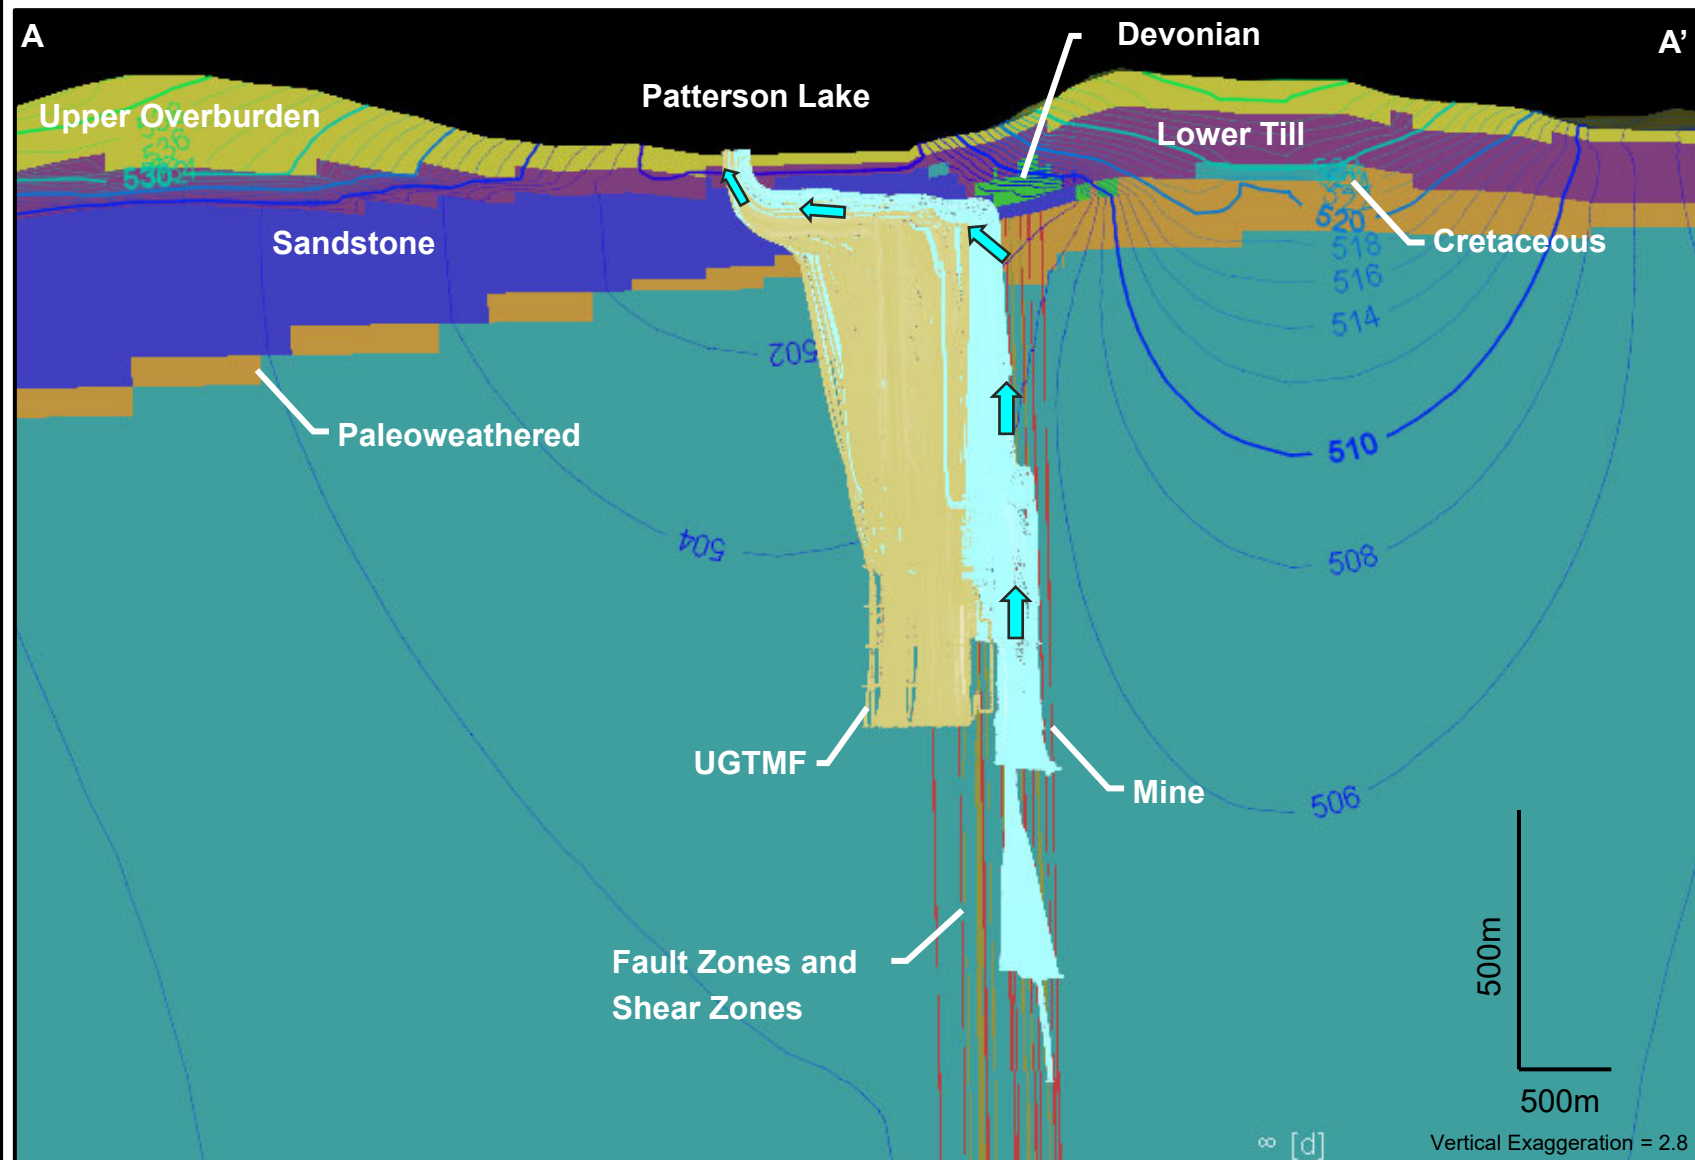 A
Devonian
A’
Patterson Lake
Upper Overburden
Lower Till
530
520
Sandstone
518
Cretaceous
516
514
502
Paleoweathered
510
504
508
UGTMF
Mine
506
Fault Zones and
Shear Zones
500m
500m
∞ [d]
Vertical Exaggeration = 2.8